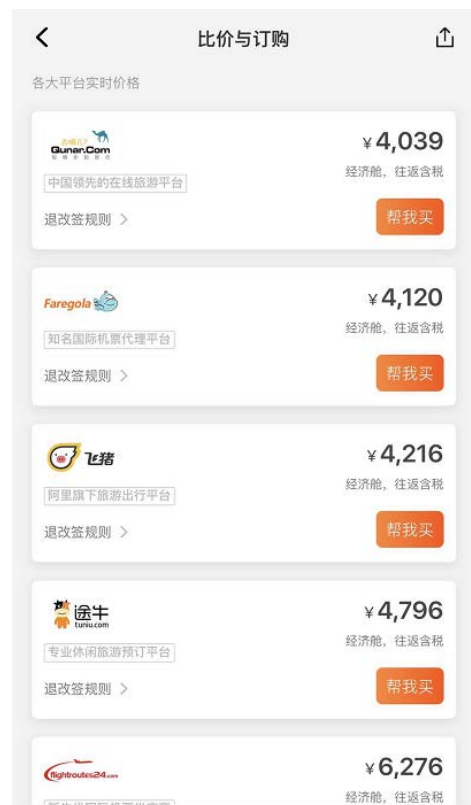 比价与订购
各大平台实时价格
去哪儿?
Qunar.Com
¥4,039
中国领先的在线旅游平台
经济舱，往返含税
退改签规则 >
帮我买
Faregola
¥4,120
知名国际机票代理平台
经济舱，往返含税
退改签规则 >
帮我买
飞猪
¥4,216
阿里旗下旅游出行平台
经济舱，往返含税
退改签规则 >
帮我买
途牛
tuniu.com
¥4,796
专业休闲旅游预订平台
经济舱，往返含税
退改签规则 >
帮我买
flightroutes24.com
¥6,276
经济舱，往返含税